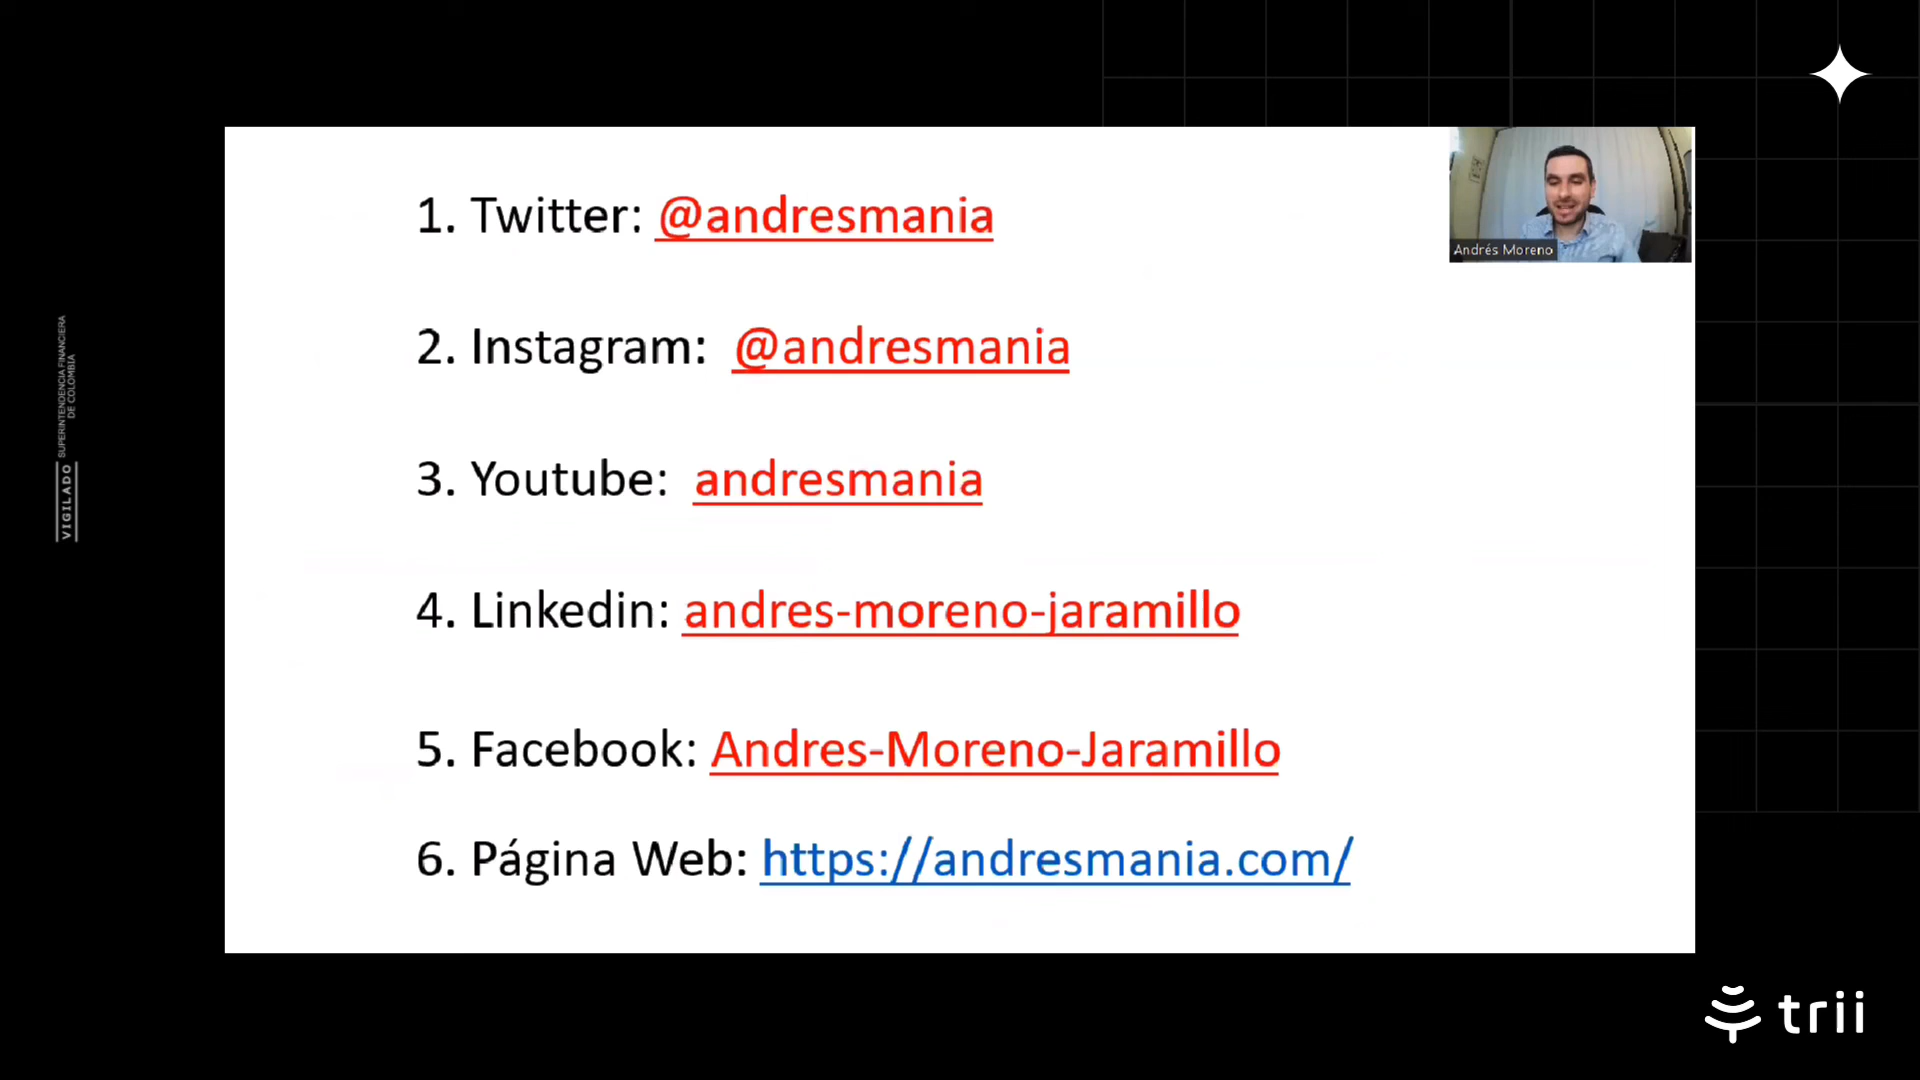 1. Twitter: @andresmania
Andrés Moreno
2. Instagram: @andresmania
3. Youtube: andresmania
4. Linkedin: andres-moreno-jaramillo
5. Facebook: Andres-Moreno-Jaramillo
6. Página Web: https://andresmania.com/
VIGILADO
SUPERINTENDENCIA FINANCIERA
DE COLOMBIA
trii